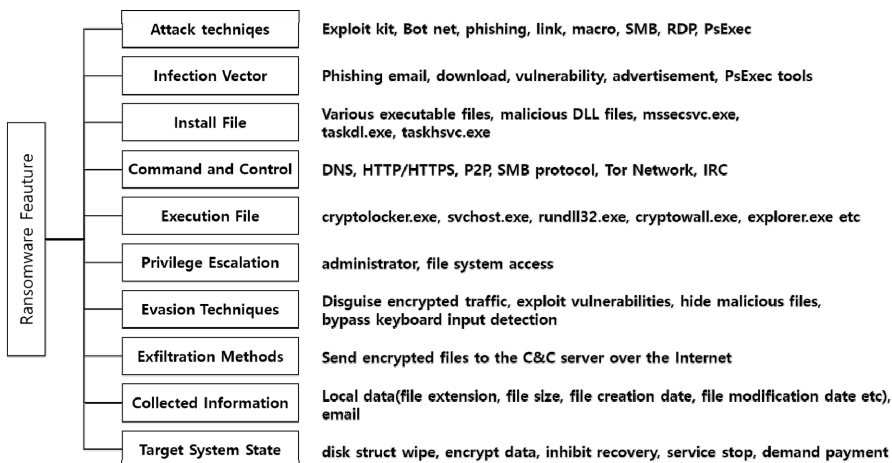 Ransomware Feauture
Attack techniqes
Exploit kit, Bot net, phishing, link, macro, SMB, RDP, PsExec
Infection Vector
Phishing email, download, vulnerability, advertisement, PsExec tools
Install File
Various executable files, malicious DLL files, mssecsvc.exe,
taskdl.exe, taskhsvc.exe
Command and Control
DNS, HTTP/HTTPS, P2P, SMB protocol, Tor Network, IRC
Execution File
cryptolocker.exe, svchost.exe, rundll32.exe, cryptowall.exe, explorer.exe etc
Privilege Escalation
administrator, file system access
Evasion Techniques
Disguise encrypted traffic, exploit vulnerabilities, hide malicious files,
bypass keyboard input detection
Exfiltration Methods
Send encrypted files to the C&C server over the Internet
Collected Information
Local data(file extension, file size, file creation date, file modification date etc),
email
Target System State
disk struct wipe, encrypt data, inhibit recovery, service stop, demand payment